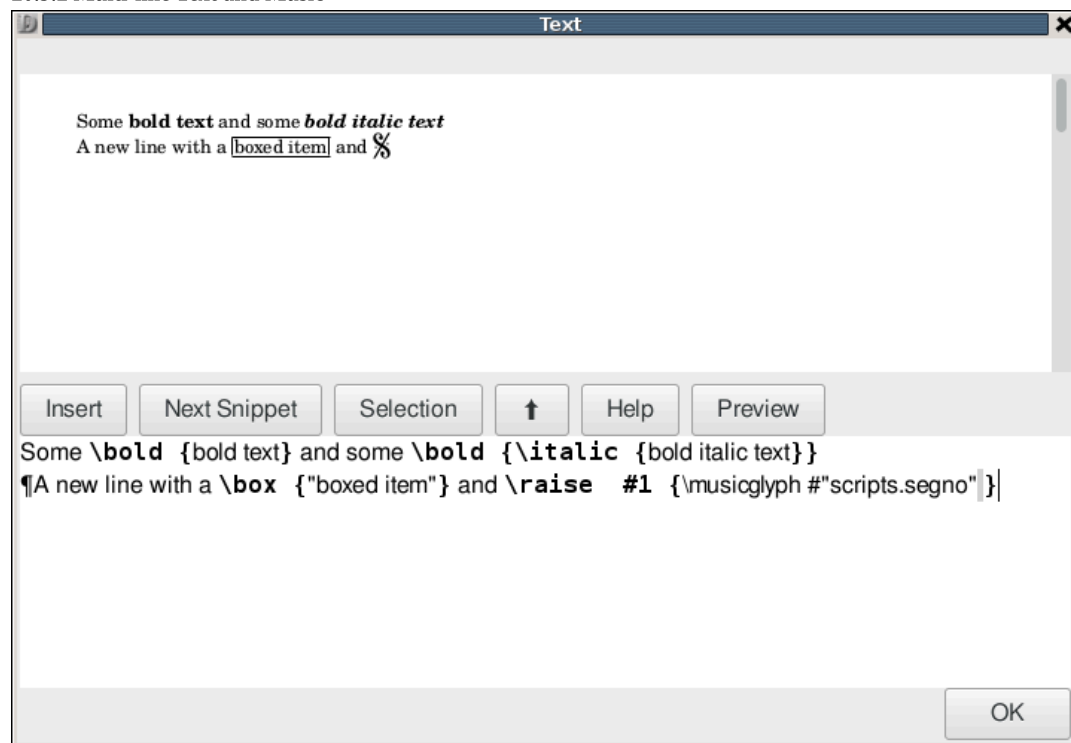 Text
Some bold text and some bold italic text
A new line with a boxed item and
Insert Next Snippet Selection Help Preview
Some \bold {bold text} and some \bold {\italic {bold italic text}}
¶A new line with a \box {"boxed item"} and \raise #1 {\musicglyph #"scripts.segno" }
OK